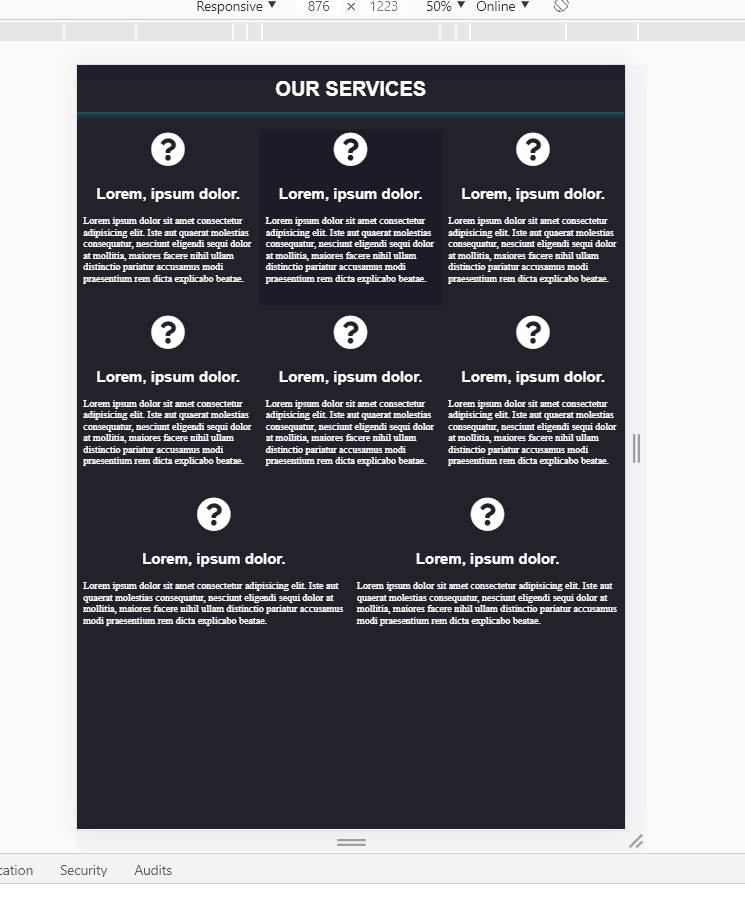 Responsive ▼ 876 × 1223 50% ▼ Online ▼
OUR SERVICES
Lorem, ipsum dolor.
Lorem ipsum dolor sit amet consectetur
adipisicing elit. Iste aut quaerat molestias
consequatur, nesciunt eligendi sequi dolor
at mollitia, maiores facere nihil ullam
distinctio pariatur accusamus modi
praesentium rem dicta explicabo beatae.
Lorem, ipsum dolor.
Lorem ipsum dolor sit amet consectetur
adipisicing elit. Iste aut quaerat molestias
consequatur, nesciunt eligendi sequi dolor
at mollitia, maiores facere nihil ullam
distinctio pariatur accusamus modi
praesentium rem dicta explicabo beatae.
Lorem, ipsum dolor.
Lorem ipsum dolor sit amet consectetur
adipisicing elit. Iste aut quaerat molestias
consequatur, nesciunt eligendi sequi dolor
at mollitia, maiores facere nihil ullam
distinctio pariatur accusamus modi
praesentium rem dicta explicabo beatae.
Lorem, ipsum dolor.
Lorem ipsum dolor sit amet consectetur
adipisicing elit. Iste aut quaerat molestias
consequatur, nesciunt eligendi sequi dolor
at mollitia, maiores facere nihil ullam
distinctio pariatur accusamus modi
praesentium rem dicta explicabo beatae.
Lorem, ipsum dolor.
Lorem ipsum dolor sit amet consectetur
adipisicing elit. Iste aut quaerat molestias
consequatur, nesciunt eligendi sequi dolor
at mollitia, maiores facere nihil ullam
distinctio pariatur accusamus modi
praesentium rem dicta explicabo beatae.
Lorem, ipsum dolor.
Lorem ipsum dolor sit amet consectetur
adipisicing elit. Iste aut quaerat molestias
consequatur, nesciunt eligendi sequi dolor
at mollitia, maiores facere nihil ullam
distinctio pariatur accusamus modi
praesentium rem dicta explicabo beatae.
Lorem, ipsum dolor.
Lorem ipsum dolor sit amet consectetur adipisicing elit. Iste aut
quaerat molestias consequatur, nesciunt eligendi sequi dolor at
mollitia, maiores facere nihil ullam distinctio pariatur accusamus
modi praesentium rem dicta explicabo beatae.
Lorem, ipsum dolor.
Lorem ipsum dolor sit amet consectetur adipisicing elit. Iste aut
quaerat molestias consequatur, nesciunt eligendi sequi dolor at
mollitia, maiores facere nihil ullam distinctio pariatur accusamus
modi praesentium rem dicta explicabo beatae.
cation Security Audits